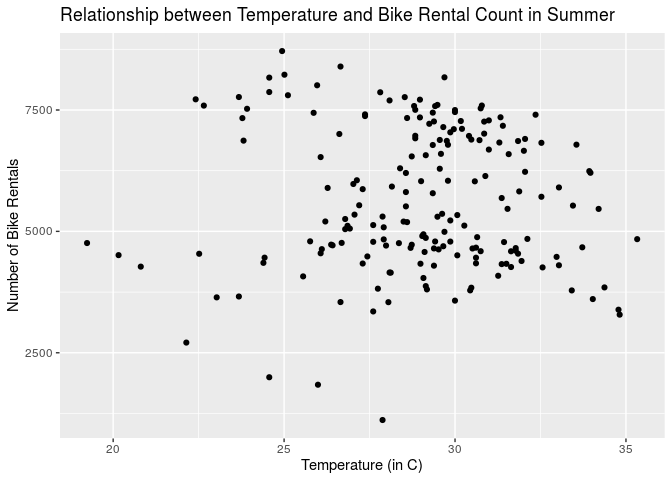 Relationship between Temperature and Bike Rental Count in Summer
Number of Bike Rentals
7500
5000
2500
20 25 30 35
Temperature (in C)